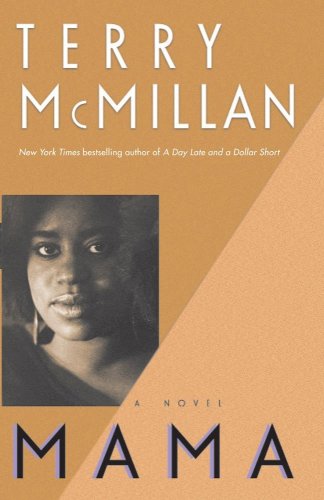 TERRY
McMILLAN
New York Times bestselling author of A Day Late and a Dollar Short
A NOVEL
MAMA